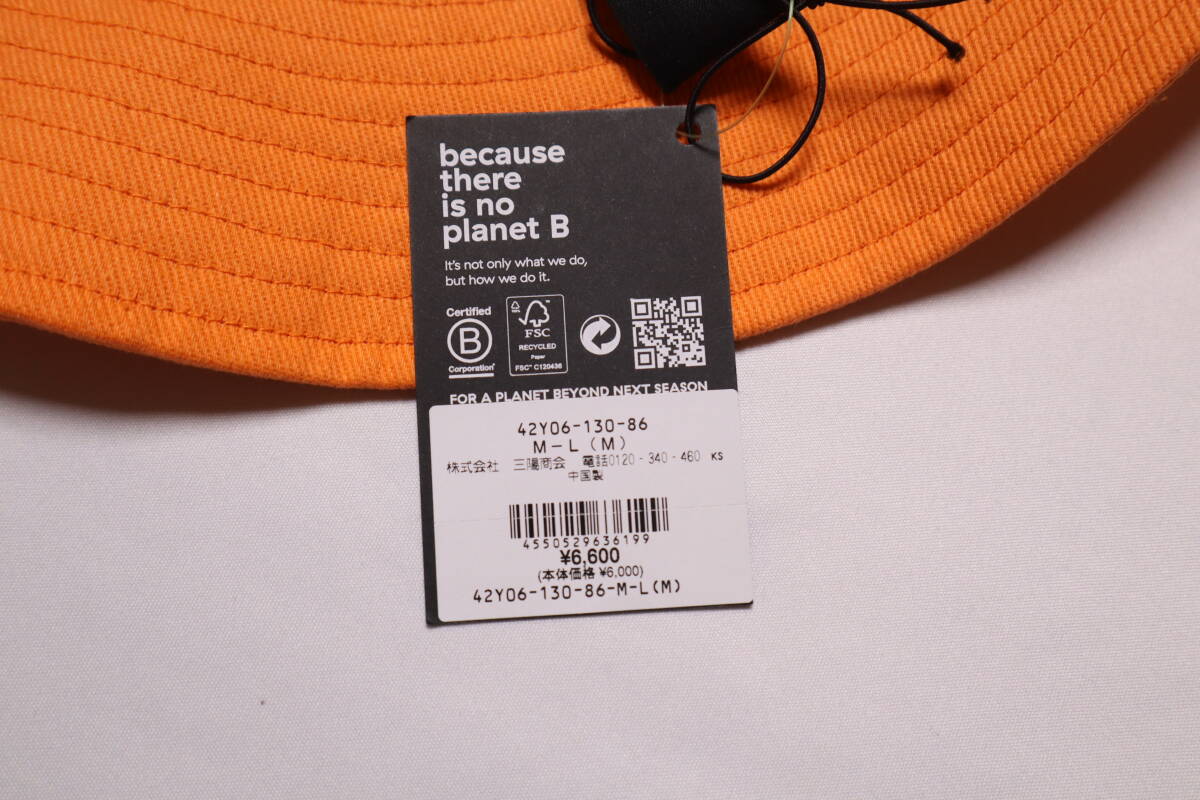 because
there
is no
planet B
It's not only what we do,
but how we do it.
Certified
B
Corporation
100%
FSC
RECYCLED
Paper
FSC™ C120436
FOR A PLANET BEYOND NEXT SEASON
42Y06-130-86
M-L(M)
株式会社 三陽商会 電話0120-340-460 KS
中国製
4550529636199
¥6,600
(本体価格 ¥6,000)
42Y06-130-86-M-L(M)